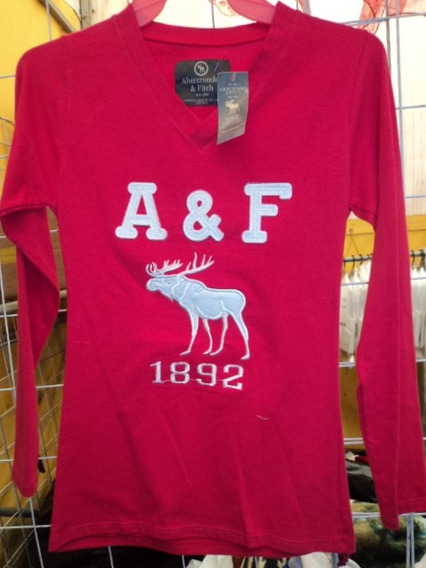 Abercrombie
& Fitch
A & F
1892